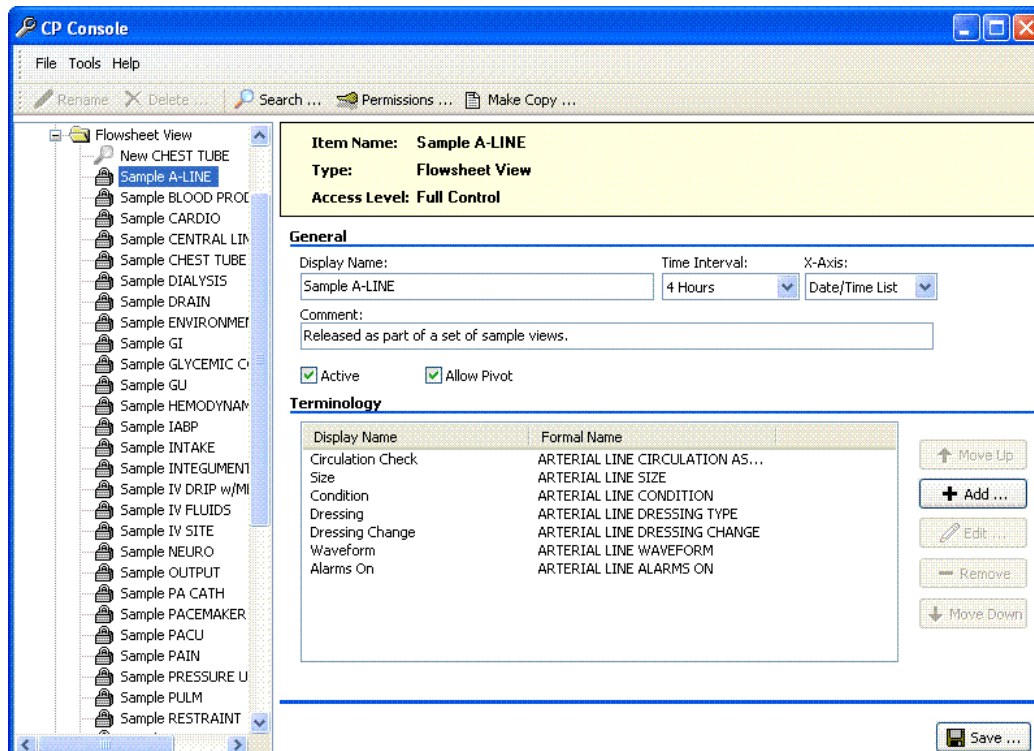 CP Console
File Tools Help
Rename Delete ... Search ... Permissions ... Make Copy ...
Flowsheet View
New CHEST TUBE
Sample A-LINE
Sample BLOOD PROD
Sample CARDIO
Sample CENTRAL LIN
Sample CHEST TUBE
Sample DIALYSIS
Sample DRAIN
Sample ENVIRONMEN
Sample GI
Sample GLYCEMIC C
Sample GU
Sample HEMODYNAM
Sample IABP
Sample INTAKE
Sample INTEGUMENT
Sample IV DRIP w/MI
Sample IV FLUIDS
Sample IV SITE
Sample NEURO
Sample OUTPUT
Sample PA CATH
Sample PACEMAKER
Sample PACU
Sample PAIN
Sample PRESSURE U
Sample PULM
Sample RESTRAINT
Item Name: Sample A-LINE
Type: Flowsheet View
Access Level: Full Control
General
Display Name: Time Interval: X-Axis:
Sample A-LINE 4 Hours Date/Time List
Comment:
Released as part of a set of sample views.
Active Allow Pivot
Terminology
Display Name Formal Name
Circulation Check ARTERIAL LINE CIRCULATION AS...
Size ARTERIAL LINE SIZE
Condition ARTERIAL LINE CONDITION
Dressing ARTERIAL LINE DRESSING TYPE
Dressing Change ARTERIAL LINE DRESSING CHANGE
Waveform ARTERIAL LINE WAVEFORM
Alarms On ARTERIAL LINE ALARMS ON
Move Up
Add ...
Edit ...
Remove
Move Down
Save ...